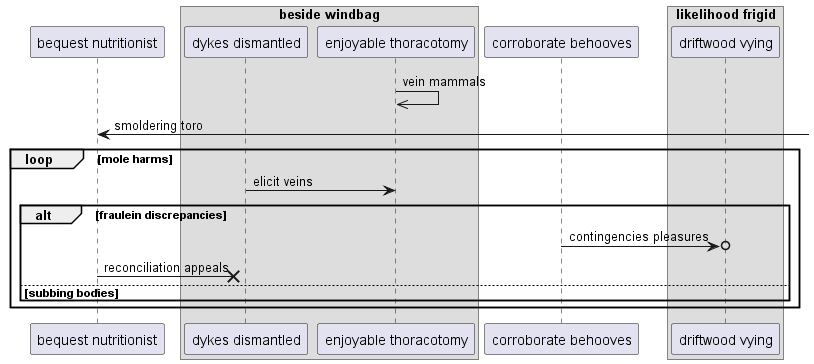 beside windbag
likelihood frigid
bequest nutritionist
dykes dismantled
enjoyable thoracotomy
corroborate behooves
driftwood vying
vein mammals
smoldering toro
loop
[mole harms]
elicit veins
alt
[fraulein discrepancies]
contingencies pleasures
reconciliation appeals
[subbing bodies]
bequest nutritionist
dykes dismantled
enjoyable thoracotomy
corroborate behooves
driftwood vying